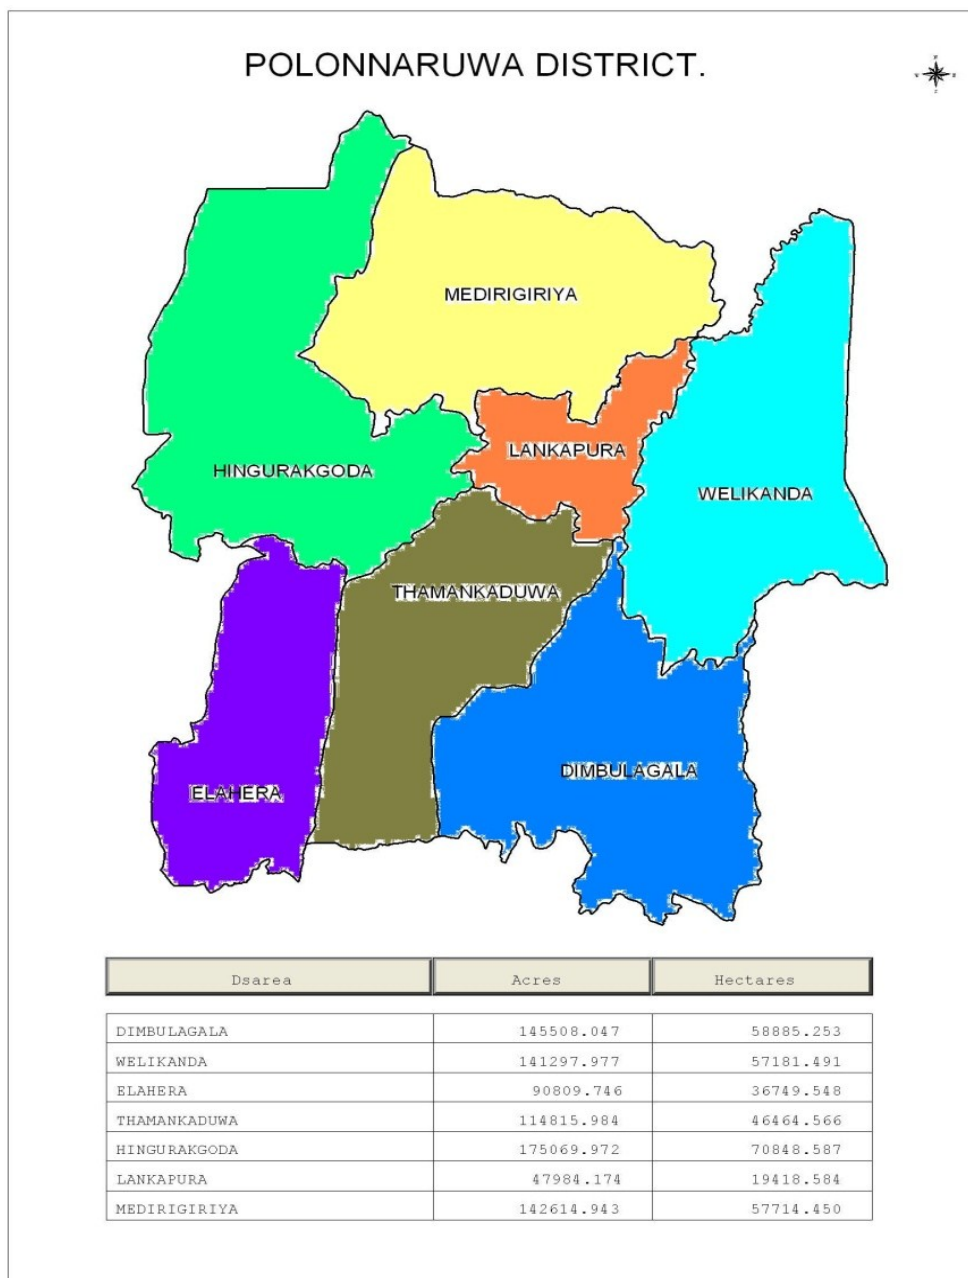 POLONNARUWA DISTRICT.
MEDIRIGIRIYA
LANKAPURA
HINGURAKGODA
WELIKANDA
THAMANKADUWA
DIMBULAGALA
ELAHERA
Dsarea Acres Hectares
DIMBULAGALA 145508.047 58885.253
WELIKANDA 141297.977 57181.491
ELAHERA 90809.746 36749.548
THAMANKADUWA 114815.984 46464.566
HINGURAKGODA 175069.972 70848.587
LANKAPURA 47984.174 19418.584
MEDIRIGIRIYA 142614.943 57714.450